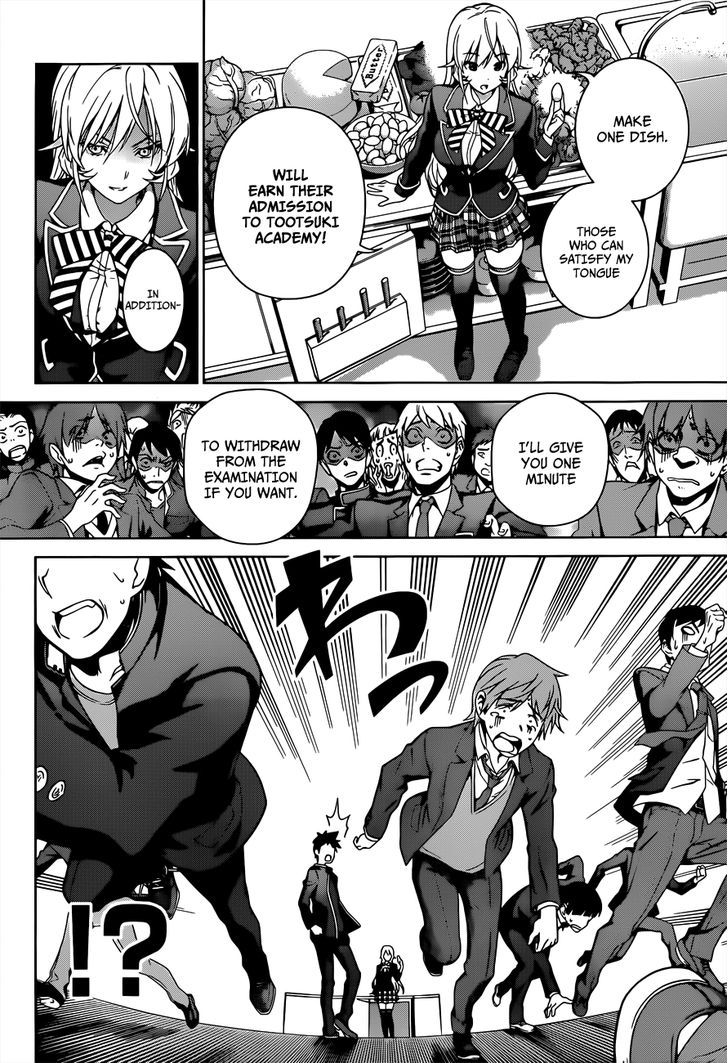 MAKE
ONE DISH.
THOSE
WHO CAN
SATISFY MY
TONGUE
Butter
WILL
EARN THEIR
ADMISSION
TO TOOTSUKI
ACADEMY!
IN
ADDITION-
I'LL GIVE
YOU ONE
MINUTE
TO WITHDRAW
FROM THE
EXAMINATION
IF YOU WANT.
わっ
!?